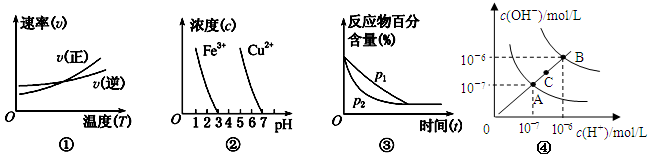 速率(v)
v(正)
v(逆)
O
温度(T)
①
浓度(c)
Fe³⁺
Cu²⁺
O
1 2 3 4 5 6 7 pH
②
反应物百分
含量(%)
p₁
p₂
O
时间(t)
③
c(OH⁻)/mol/L
10⁻⁶
B
C
10⁻⁷
A
0
10⁻⁷
10⁻⁶
c(H⁺)/mol/L
④